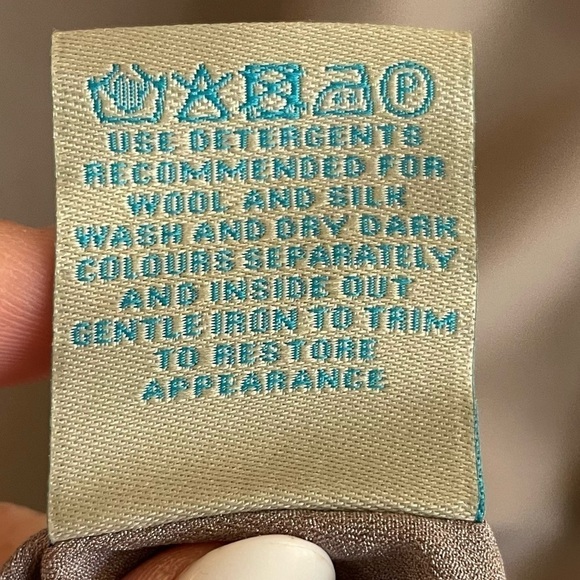 P
USE DETERGENTS
RECOMMENDED FOR
WOOL AND SILK
WASH AND DRY DARK
COLOURS SEPARATELY
AND INSIDE OUT
GENTLE IRON TO TRIM
TO RESTORE
APPEARANCE